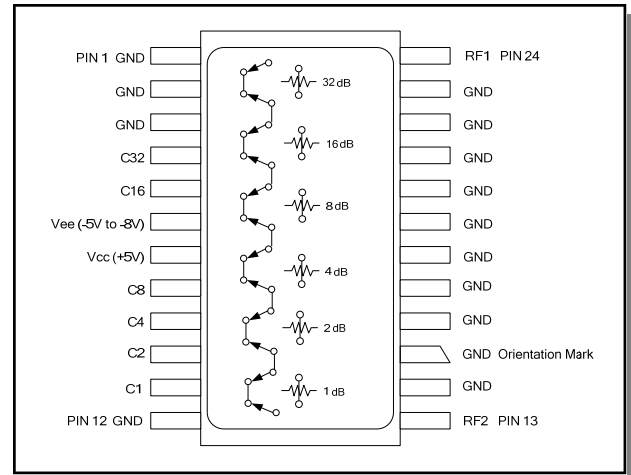 PIN 1 GND
GND
GND
C32
C16
Vee (-5V to -8V)
Vcc (+5V)
C8
C4
C2
C1
PIN 12 GND
32 dB
16 dB
8 dB
4 dB
2 dB
1 dB
RF1 PIN 24
GND
GND
GND
GND
GND
GND
GND
GND
GND Orientation Mark
GND
RF2 PIN 13